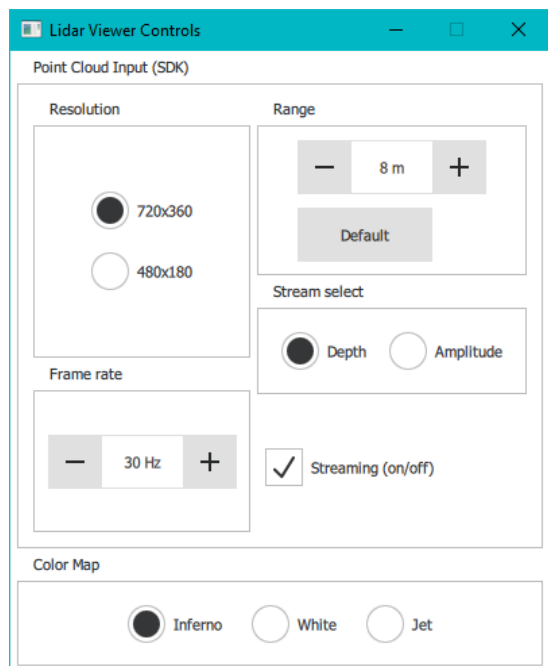 Lidar Viewer Controls
Point Cloud Input (SDK)
Resolution
720x360
480x180
Range
8 m
Default
Stream select
Depth Amplitude
Frame rate
30 Hz
Streaming (on/off)
Color Map
Inferno White Jet